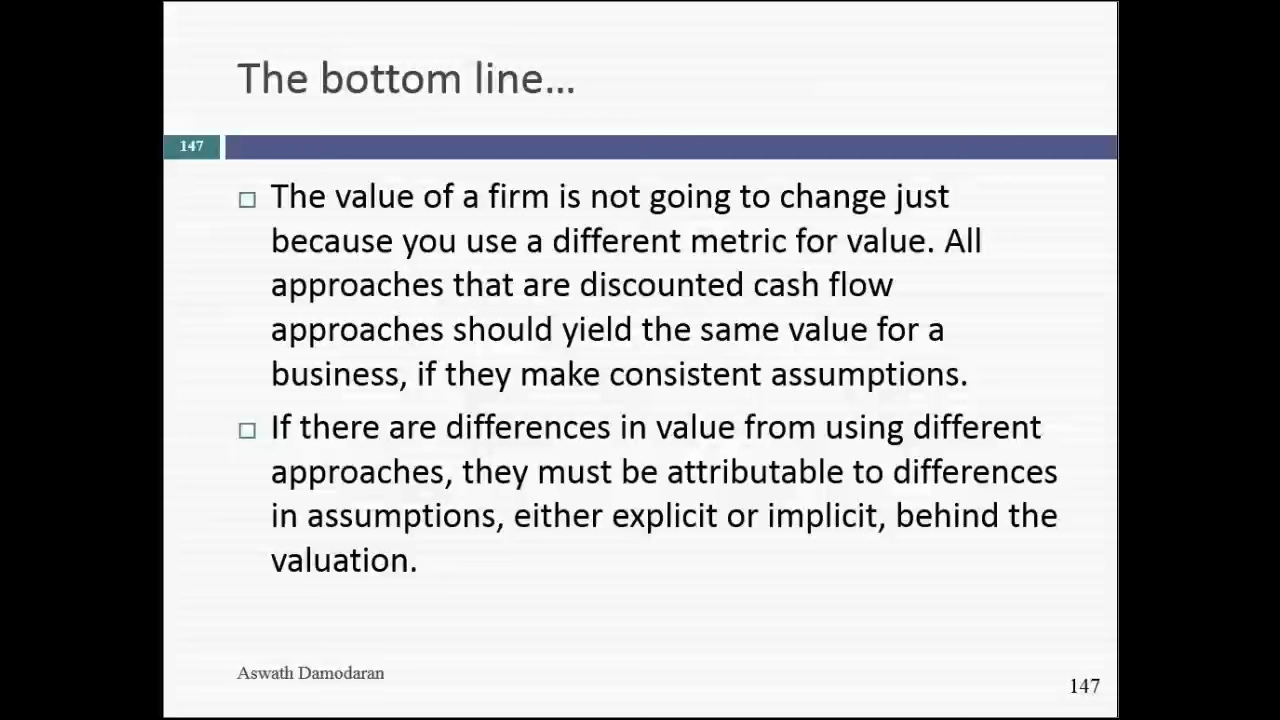 The bottom line...
147
The value of a firm is not going to change just
because you use a different metric for value. All
approaches that are discounted cash flow
approaches should yield the same value for a
business, if they make consistent assumptions.
If there are differences in value from using different
approaches, they must be attributable to differences
in assumptions, either explicit or implicit, behind the
valuation.
Aswath Damodaran
147